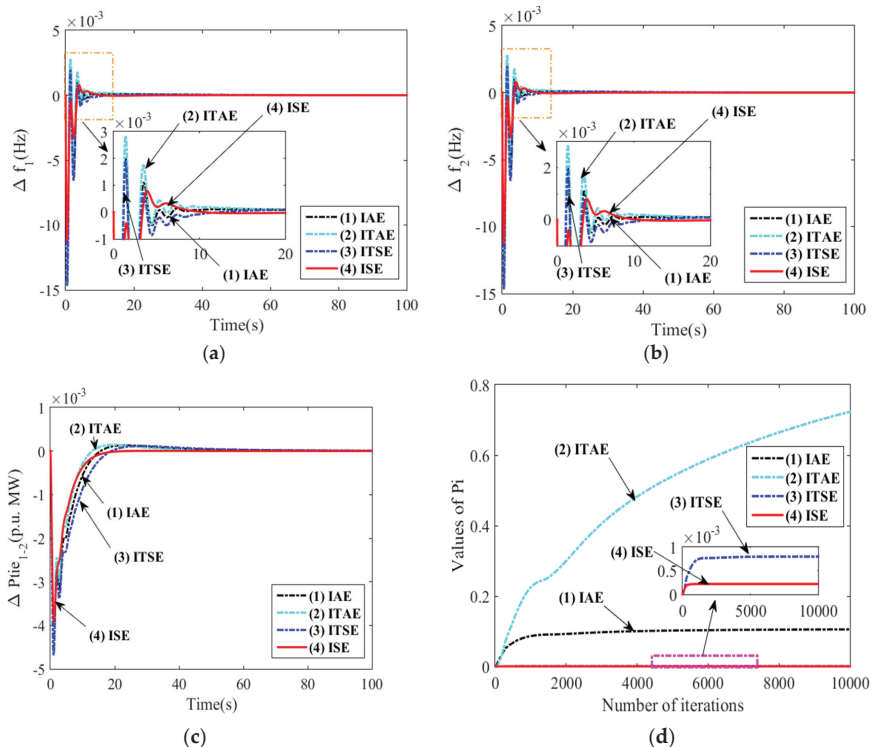 ×10⁻³
5
0
-5
-10
-15
Δ f₁(Hz)
0 20 40 60 80 100
Time(s)
×10⁻³
3
2
1
0
-1
0 10 20
(2) ITAE
(4) ISE
(3) ITSE
(1) IAE
(1) IAE
(2) ITAE
(3) ITSE
(4) ISE
(a)
×10⁻³
5
0
-5
-10
-15
Δ f₂(Hz)
0 20 40 60 80 100
Time(s)
×10⁻³
2
0
0 10 20
(2) ITAE
(4) ISE
(3) ITSE
(1) IAE
(1) IAE
(2) ITAE
(3) ITSE
(4) ISE
(b)
×10⁻³
1
0
-1
-2
-3
-4
-5
Δ Ptie₁₋₂(p.u. MW)
0 20 40 60 80 100
Time(s)
(2) ITAE
(1) IAE
(3) ITSE
(4) ISE
(1) IAE
(2) ITAE
(3) ITSE
(4) ISE
(c)
0.8
0.6
0.4
0.2
0
Values of Pi
0 2000 4000 6000 8000 10000
Number of iterations
(2) ITAE
(1) IAE
(2) ITAE
(3) ITSE
(4) ISE
(3) ITSE
(4) ISE
×10⁻³
1
0.5
0
0 5000 10000
(1) IAE
(d)